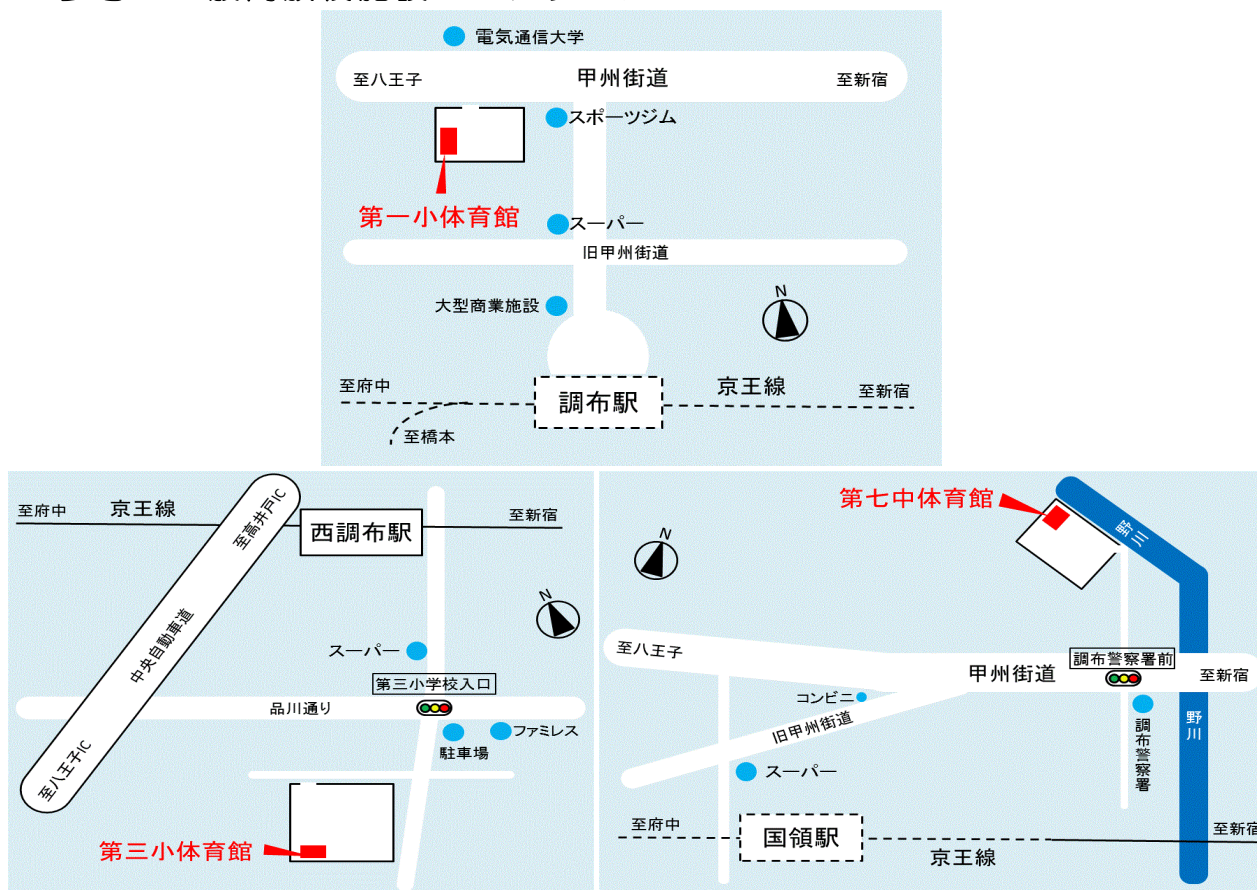 電気通信大学
至八王子
甲州街道
至新宿
スポーツジム
第一小体育館
スーパー
旧甲州街道
大型商業施設
N
至府中
調布駅
京王線
至新宿
至橋本
至府中
京王線
至高井戸IC
西調布駅
至新宿
N
中央自動車道
スーパー
第三小学校入口
品川通り
ファミレス
駐車場
至八王子IC
第三小体育館
第七中体育館
野川
N
至八王子
調布警察署前
甲州街道
至新宿
コンビニ
旧甲州街道
野川
調布警察署
スーパー
至府中
国領駅
京王線
至新宿